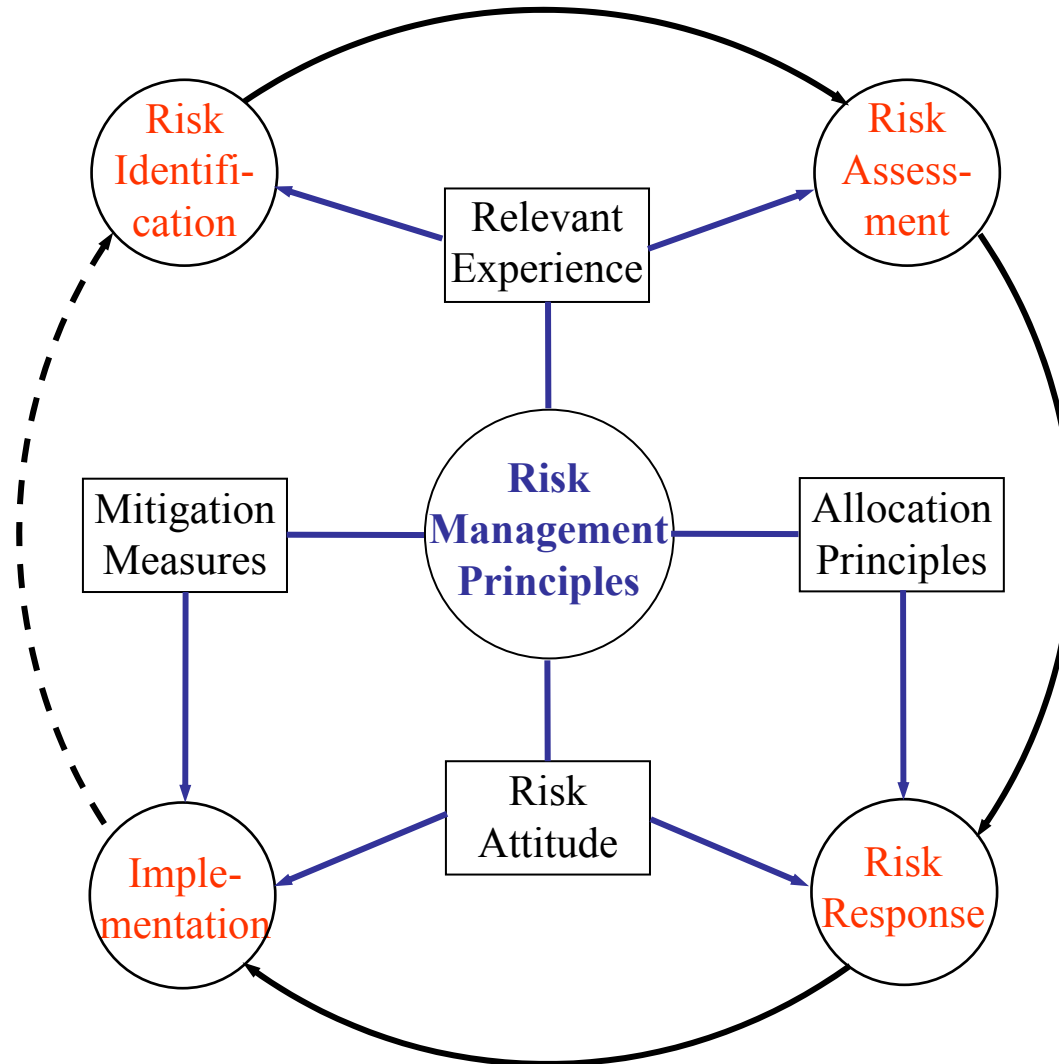 Risk
Identifi-
cation
Risk
Assess-
ment
Relevant
Experience
Mitigation
Measures
Risk
Management
Principles
Allocation
Principles
Risk
Attitude
Imple-
mentation
Risk
Response